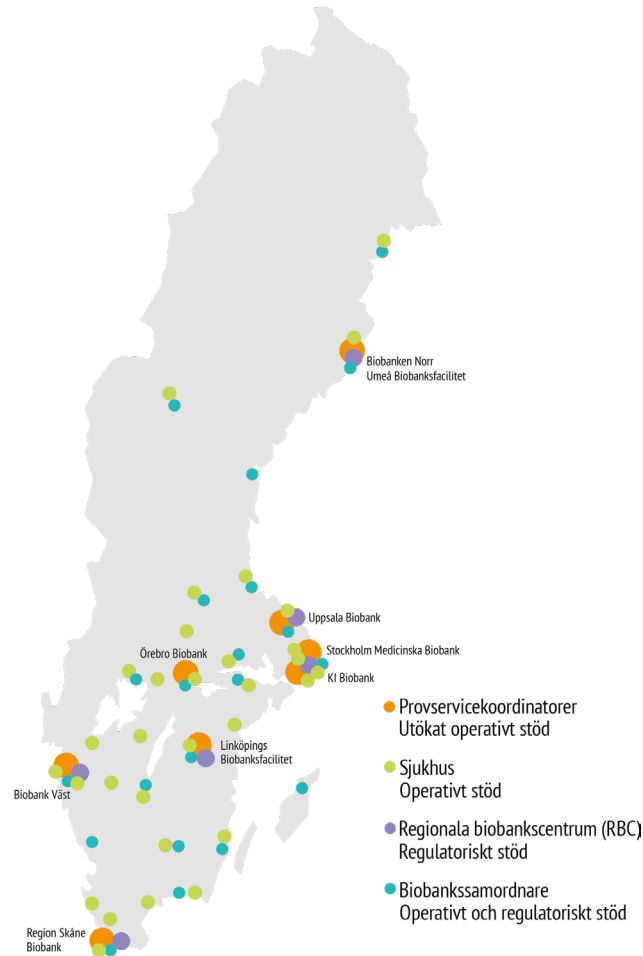 Biobanken Norr
Umeå Biobanksfacilitet
Uppsala Biobank
Örebro Biobank
Stockholm Medicinska Biobank
KI Biobank
Linköpings
Biobanksfacilitet
Biobank Väst
Region Skåne
Biobank
Provservicekoordinatorer
Utökat operativt stöd
Sjukhus
Operativt stöd
Regionala biobankscentrum (RBC)
Regulatoriskt stöd
Biobankssamordnare
Operativt och regulatoriskt stöd